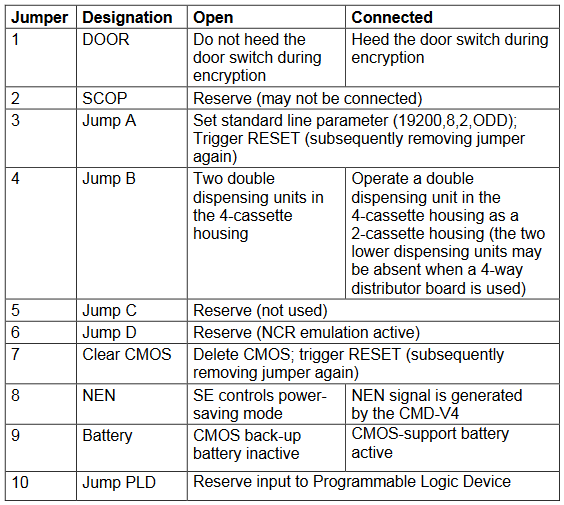 Jumper Designation Open Connected
1 DOOR Do not heed the Heed the door switch during
door switch during encryption
encryption
2 SCOP Reserve (may not be connected)
3 Jump A Set standard line parameter (19200,8,2,ODD);
Trigger RESET (subsequently removing jumper
again)
4 Jump B Two double Operate a double
dispensing units in dispensing unit in the
the 4-cassette 4-cassette housing as a
housing 2-cassette housing (the two
lower dispensing units may
be absent when a 4-way
distributor board is used)
5 Jump C Reserve (not used)
6 Jump D Reserve (NCR emulation active)
7 Clear CMOS Delete CMOS; trigger RESET (subsequently
removing jumper again)
8 NEN SE controls power- NEN signal is generated
saving mode by the CMD-V4
9 Battery CMOS back-up CMOS-support battery
battery inactive active
10 Jump PLD Reserve input to Programmable Logic Device